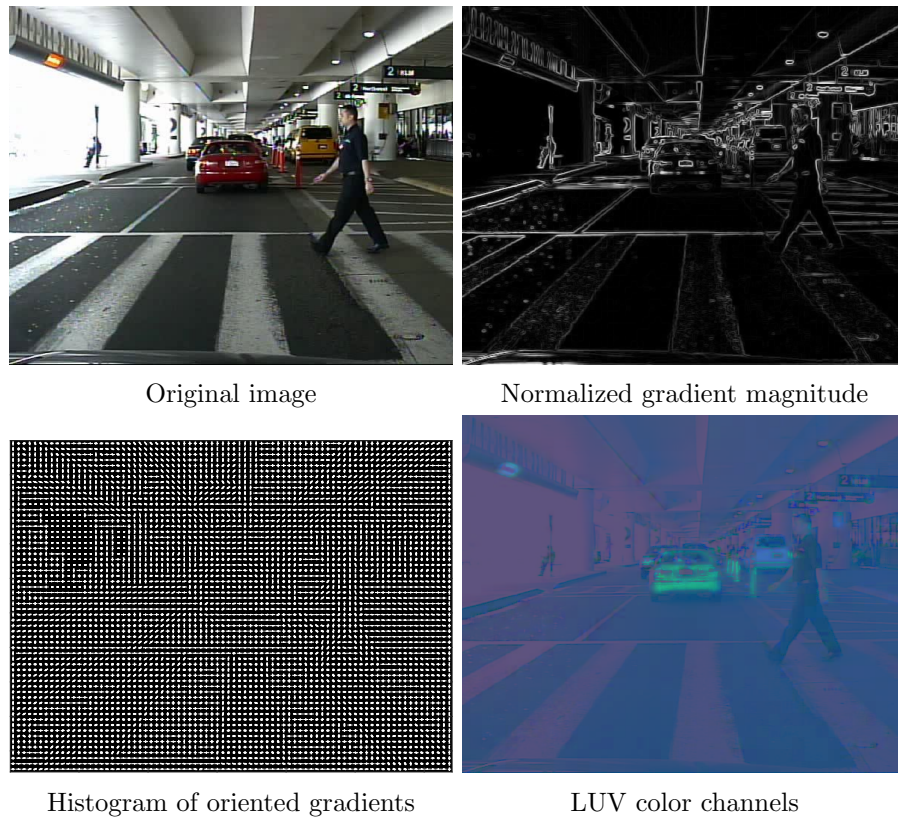 Original image
Normalized gradient magnitude
Histogram of oriented gradients
LUV color channels